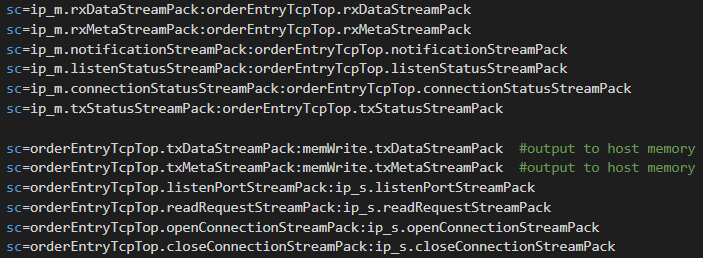 sc=ip_m.rxDataStreamPack:orderEntryTcpTop.rxDataStreamPack
sc=ip_m.rxMetaStreamPack:orderEntryTcpTop.rxMetaStreamPack
sc=ip_m.notificationStreamPack:orderEntryTcpTop.notificationStreamPack
sc=ip_m.listenStatusStreamPack:orderEntryTcpTop.listenStatusStreamPack
sc=ip_m.connectionStatusStreamPack:orderEntryTcpTop.connectionStatusStreamPack
sc=ip_m.txStatusStreamPack:orderEntryTcpTop.txStatusStreamPack

sc=orderEntryTcpTop.txDataStreamPack:memWrite.txDataStreamPack  #output to host memory
sc=orderEntryTcpTop.txMetaStreamPack:memWrite.txMetaStreamPack  #output to host memory
sc=orderEntryTcpTop.listenPortStreamPack:ip_s.listenPortStreamPack
sc=orderEntryTcpTop.readRequestStreamPack:ip_s.readRequestStreamPack
sc=orderEntryTcpTop.openConnectionStreamPack:ip_s.openConnectionStreamPack
sc=orderEntryTcpTop.closeConnectionStreamPack:ip_s.closeConnectionStreamPack